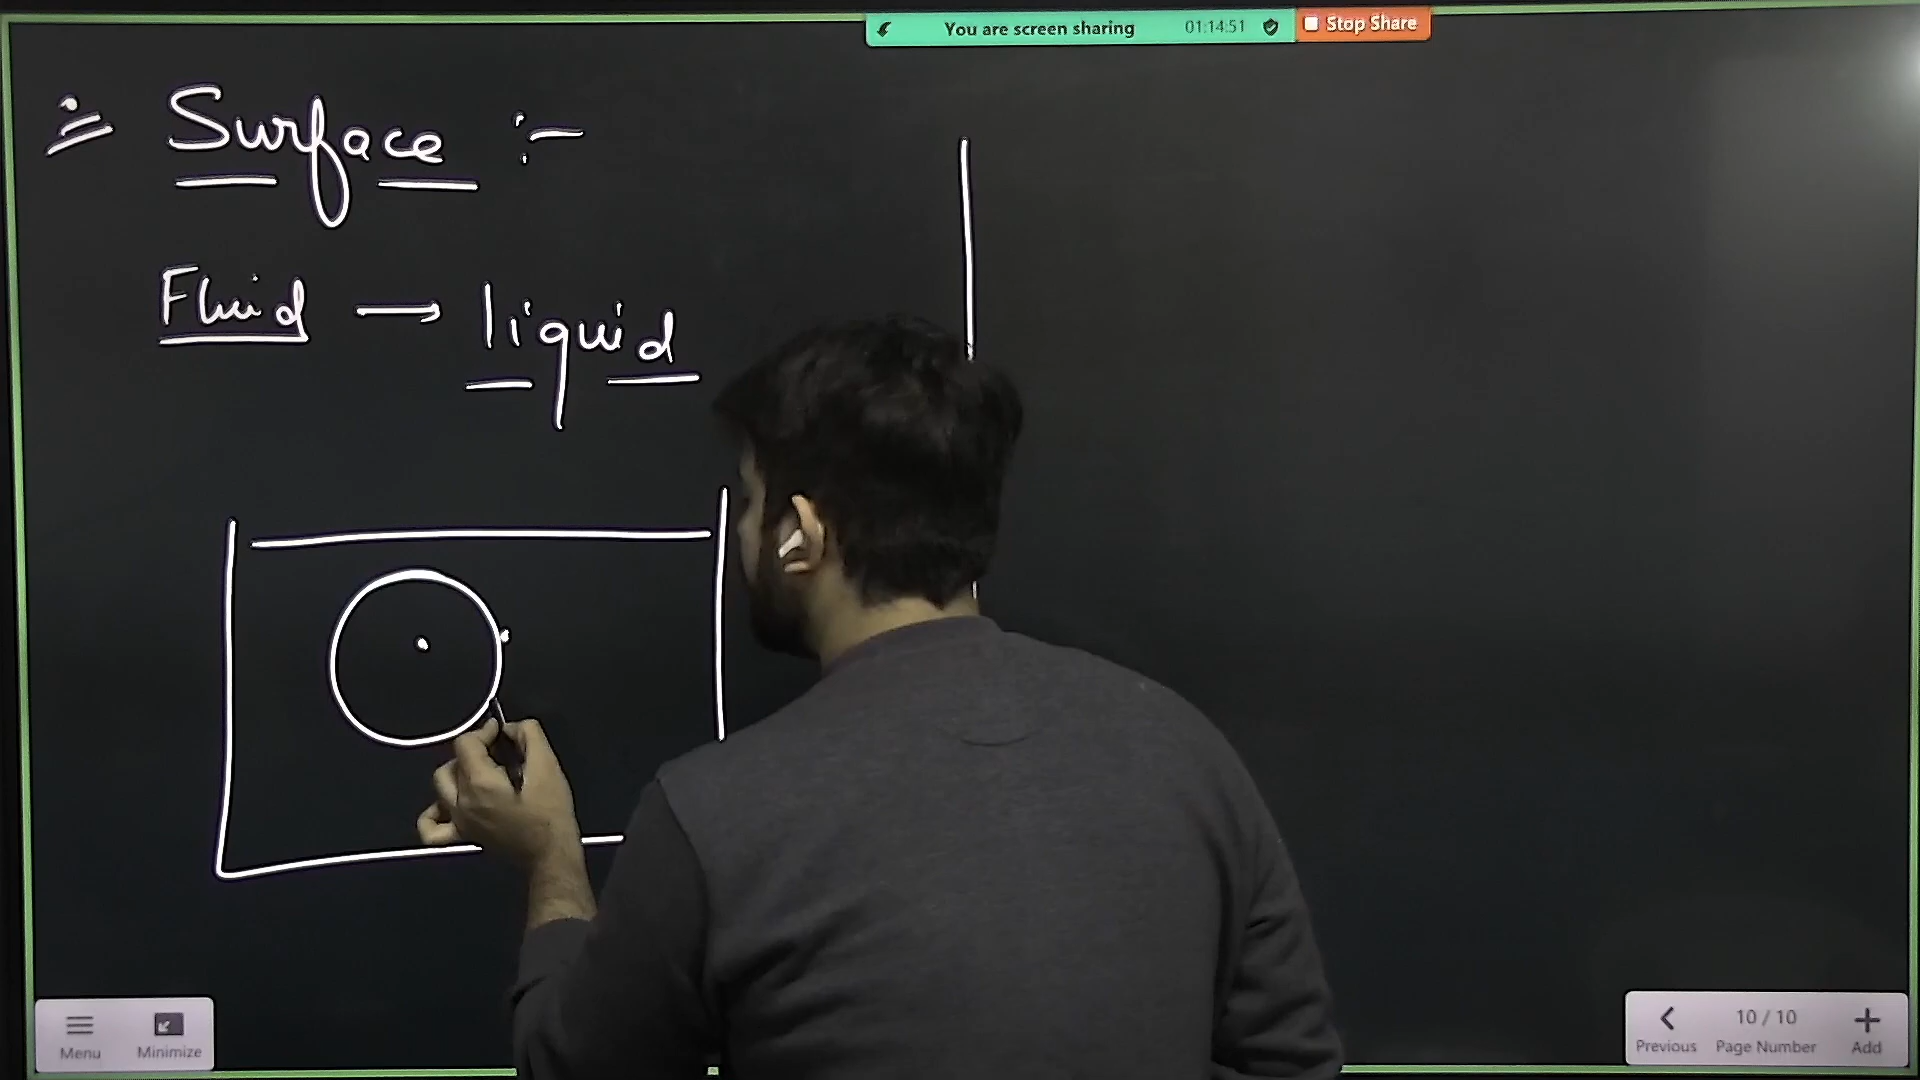 You are screen sharing 01:14:51 Stop Share
Surface :-
Fluid → liquid
Menu Minimize
10 / 10
Previous Page Number Add